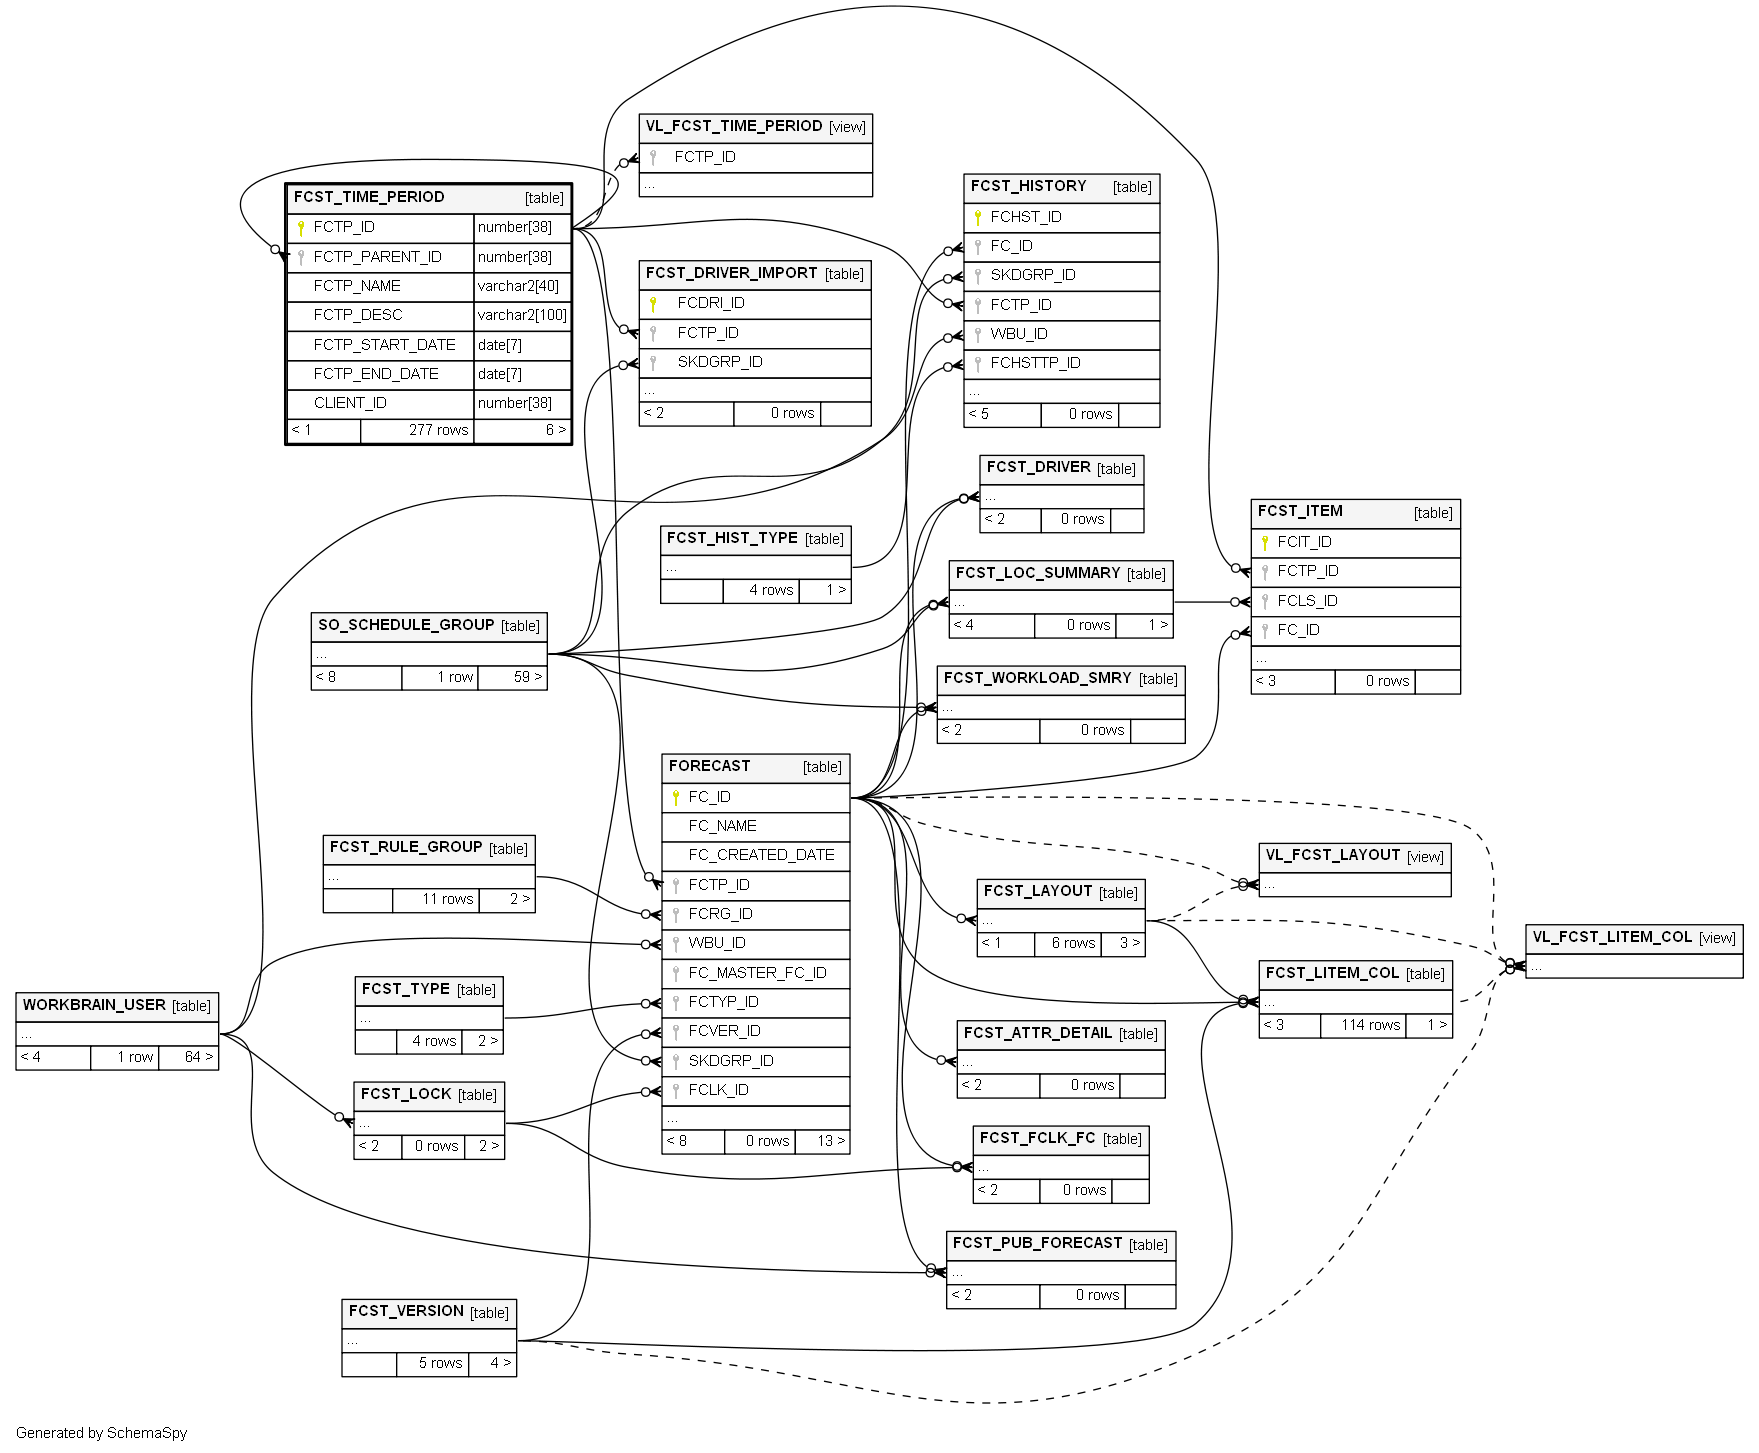 VL_FCST_TIME_PERIOD [view]
FCTP_ID
...
FCST_TIME_PERIOD [table]
FCTP_ID number[38]
FCTP_PARENT_ID number[38]
FCTP_NAME varchar2[40]
FCTP_DESC varchar2[100]
FCTP_START_DATE date[7]
FCTP_END_DATE date[7]
CLIENT_ID number[38]
< 1 277 rows 6 >
FCST_HISTORY [table]
FCHST_ID
FC_ID
SKDGRP_ID
FCTP_ID
WBU_ID
FCHSTTP_ID
...
< 5 0 rows
FCST_DRIVER_IMPORT [table]
FCDRI_ID
FCTP_ID
SKDGRP_ID
...
< 2 0 rows
FCST_DRIVER [table]
...
< 2 0 rows
FCST_ITEM [table]
FCIT_ID
FCTP_ID
FCLS_ID
FC_ID
...
< 3 0 rows
FCST_HIST_TYPE [table]
...
4 rows 1 >
FCST_LOC_SUMMARY [table]
...
< 4 0 rows 1 >
SO_SCHEDULE_GROUP [table]
...
< 8 1 row 59 >
FCST_WORKLOAD_SMRY [table]
...
< 2 0 rows
FORECAST [table]
FC_ID
FC_NAME
FC_CREATED_DATE
FCTP_ID
FCRG_ID
WBU_ID
FC_MASTER_FC_ID
FCTYP_ID
FCVER_ID
SKDGRP_ID
FCLK_ID
...
< 8 0 rows 13 >
FCST_RULE_GROUP [table]
...
11 rows 2 >
VL_FCST_LAYOUT [view]
...
FCST_LAYOUT [table]
...
< 1 6 rows 3 >
VL_FCST_LITEM_COL [view]
...
FCST_LITEM_COL [table]
...
< 3 114 rows 1 >
FCST_TYPE [table]
...
4 rows 2 >
WORKBRAIN_USER [table]
...
< 4 1 row 64 >
FCST_ATTR_DETAIL [table]
...
< 2 0 rows
FCST_LOCK [table]
...
< 2 0 rows 2 >
FCST_FCLK_FC [table]
...
< 2 0 rows
FCST_PUB_FORECAST [table]
...
< 2 0 rows
FCST_VERSION [table]
...
5 rows 4 >
Generated by SchemaSpy